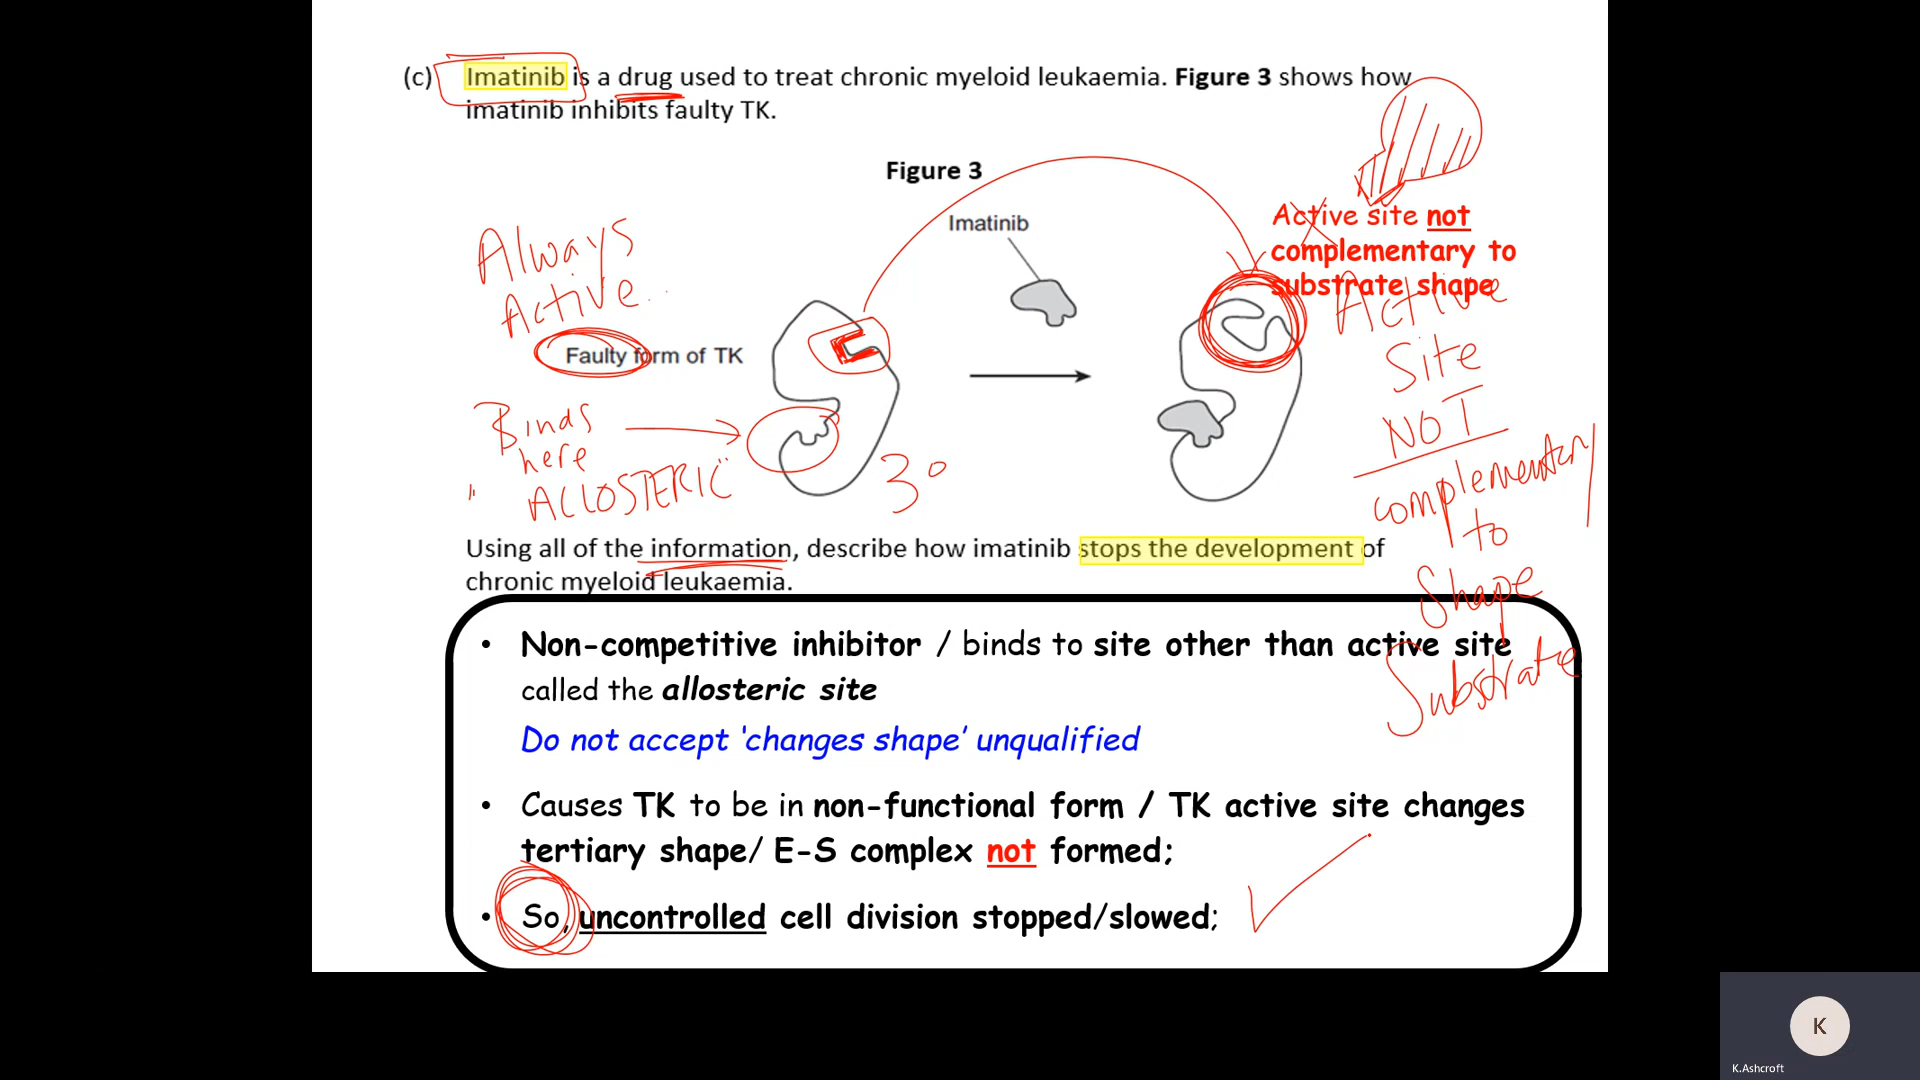 (c) Imatinib is a drug used to treat chronic myeloid leukaemia. Figure 3 shows how
imatinib inhibits faulty TK.
Figure 3
Imatinib
Active site not
complementary to
substrate shape
Always
Active
Faulty form of TK
Binds
here
"ALLOSTERIC"
3°
Active
Site
NOT
complementary
to
Shape
Substrate
Using all of the information, describe how imatinib stops the development of
chronic myeloid leukaemia.
• Non-competitive inhibitor / binds to site other than active site
called the allosteric site
Do not accept ‘changes shape’ unqualified
• Causes TK to be in non-functional form / TK active site changes
tertiary shape/ E-S complex not formed;
• So, uncontrolled cell division stopped/slowed;
K
K.Ashcroft